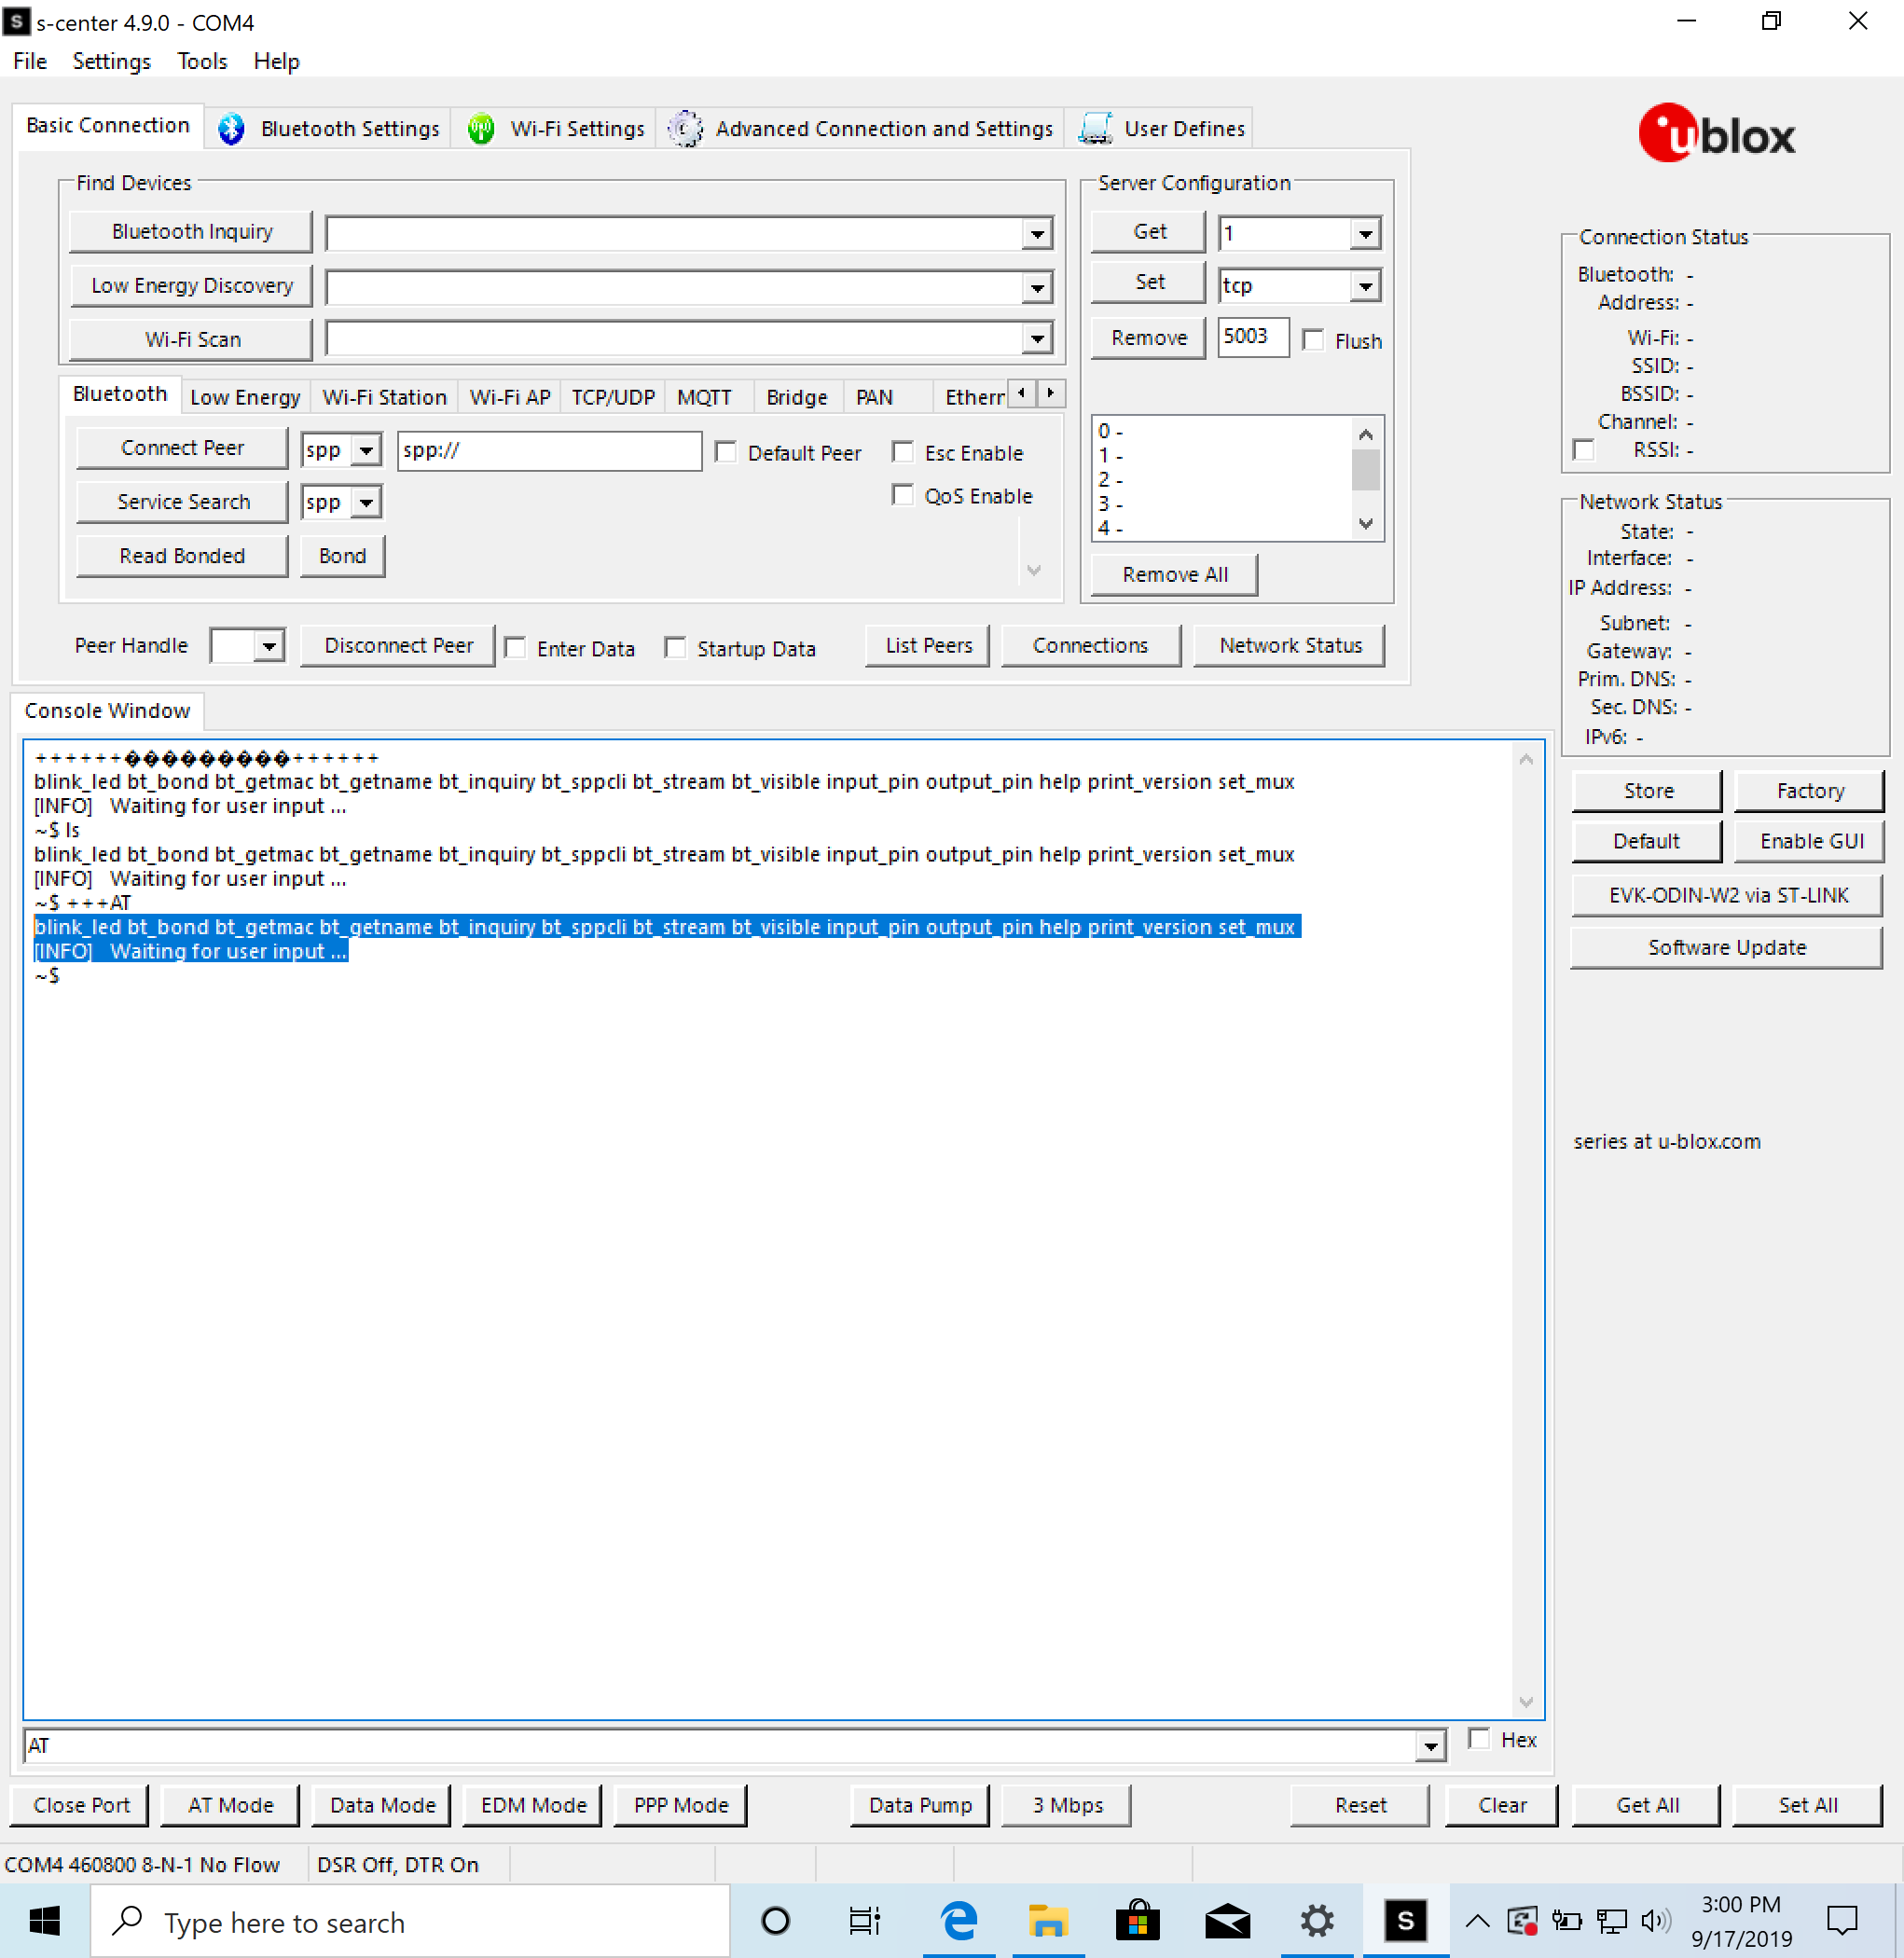 S s-center 4.9.0 - COM4
File Settings Tools Help
Basic Connection Bluetooth Settings Wi-Fi Settings Advanced Connection and Settings User Defines
ublox
Find Devices
Bluetooth Inquiry
Low Energy Discovery
Wi-Fi Scan
Server Configuration
Get 1
Set tcp
Remove 5003 Flush
0 -
1 -
2 -
3 -
4 -
Remove All
Bluetooth Low Energy Wi-Fi Station Wi-Fi AP TCP/UDP MQTT Bridge PAN Ethern
Connect Peer spp spp:// Default Peer Esc Enable
Service Search spp QoS Enable
Read Bonded Bond
Peer Handle Disconnect Peer Enter Data Startup Data List Peers Connections Network Status
Connection Status
Bluetooth: -
Address: -
Wi-Fi: -
SSID: -
BSSID: -
Channel: -
RSSI: -
Network Status
State: -
Interface: -
IP Address: -
Subnet: -
Gateway: -
Prim. DNS: -
Sec. DNS: -
IPv6: -
Store Factory
Default Enable GUI
EVK-ODIN-W2 via ST-LINK
Software Update
series at u-blox.com
Console Window
++++++���������++++++
blink_led bt_bond bt_getmac bt_getname bt_inquiry bt_sppcli bt_stream bt_visible input_pin output_pin help print_version set_mux
[INFO] Waiting for user input ...
~$ ls
blink_led bt_bond bt_getmac bt_getname bt_inquiry bt_sppcli bt_stream bt_visible input_pin output_pin help print_version set_mux
[INFO] Waiting for user input ...
~$ +++AT
blink_led bt_bond bt_getmac bt_getname bt_inquiry bt_sppcli bt_stream bt_visible input_pin output_pin help print_version set_mux
[INFO] Waiting for user input ...
~$
AT Hex
Close Port AT Mode Data Mode EDM Mode PPP Mode Data Pump 3 Mbps Reset Clear Get All Set All
COM4 460800 8-N-1 No Flow DSR Off, DTR On
Type here to search
S
3:00 PM
9/17/2019